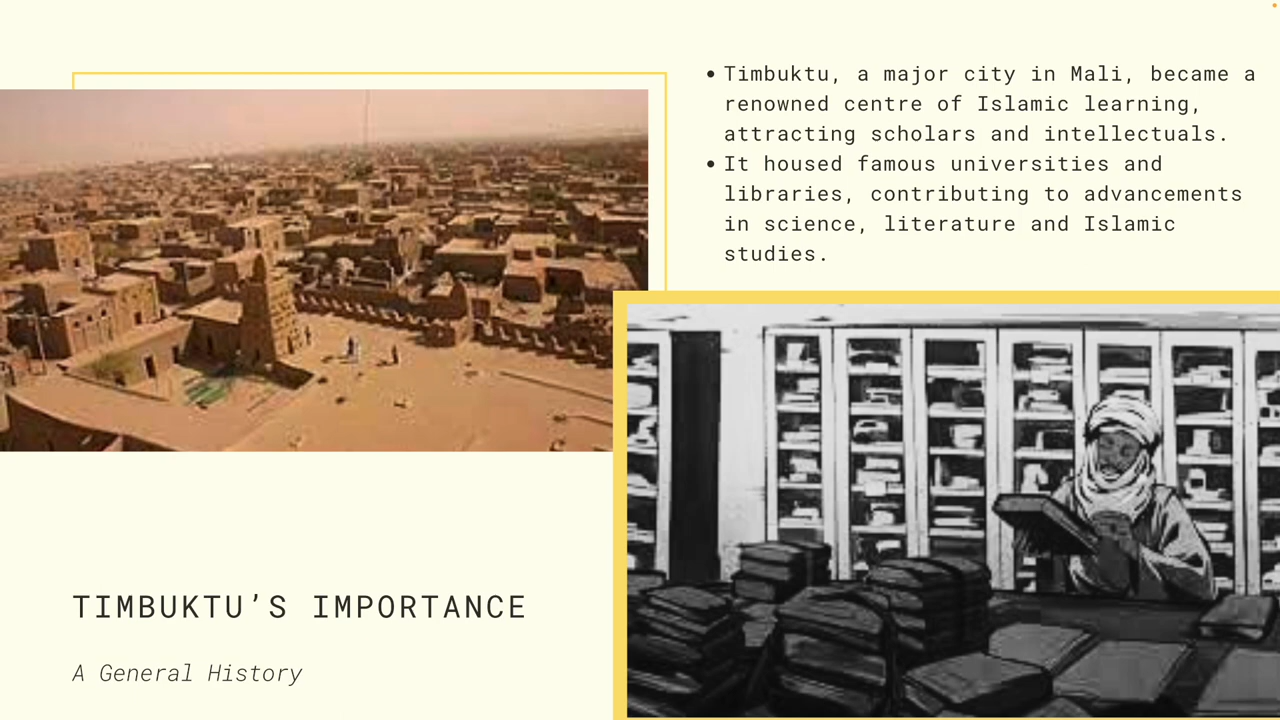 • Timbuktu, a major city in Mali, became a
renowned centre of Islamic learning,
attracting scholars and intellectuals.
• It housed famous universities and
libraries, contributing to advancements
in science, literature and Islamic
studies.
TIMBUKTU’S IMPORTANCE
A General History